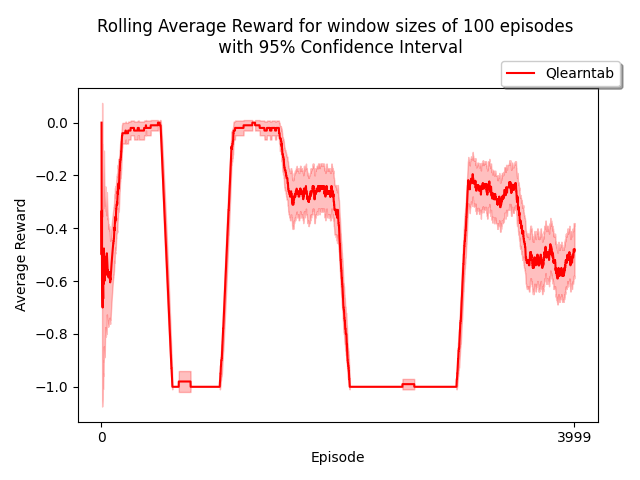 Rolling Average Reward for window sizes of 100 episodes
with 95% Confidence Interval
Qlearntab
0.0
−0.2
−0.4
−0.6
−0.8
−1.0
Average Reward
0
3999
Episode